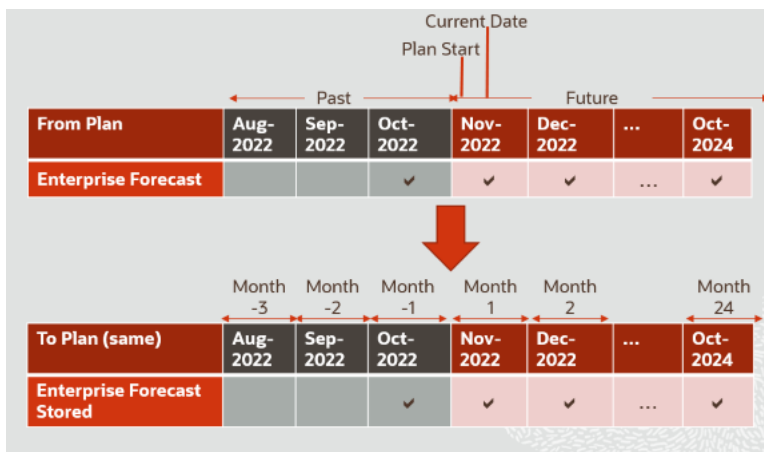 Current Date
Plan Start
Past
Future
From Plan Aug-2022 Sep-2022 Oct-2022 Nov-2022 Dec-2022 ... Oct-2024
Enterprise Forecast ✓ ✓ ✓ ... ✓
Month -3 Month -2 Month -1 Month 1 Month 2 Month 24
To Plan (same) Aug-2022 Sep-2022 Oct-2022 Nov-2022 Dec-2022 ... Oct-2024
Enterprise Forecast Stored ✓ ✓ ✓ ... ✓